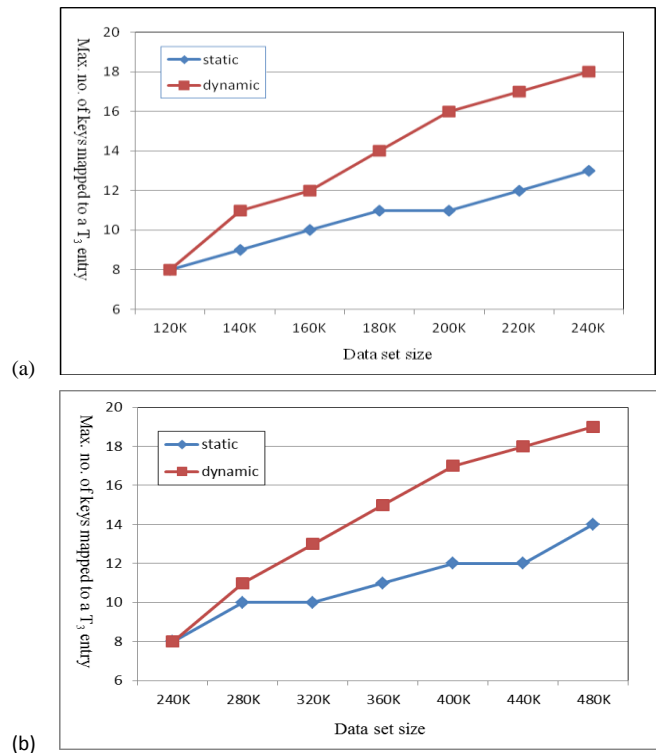 Max. no. of keys mapped to a T3 entry
20
18
16
14
12
10
8
6
static
dynamic
120K 140K 160K 180K 200K 220K 240K
Data set size
(a)
Max. no. of keys mapped to a T3 entry
20
18
16
14
12
10
8
6
static
dynamic
240K 280K 320K 360K 400K 440K 480K
Data set size
(b)